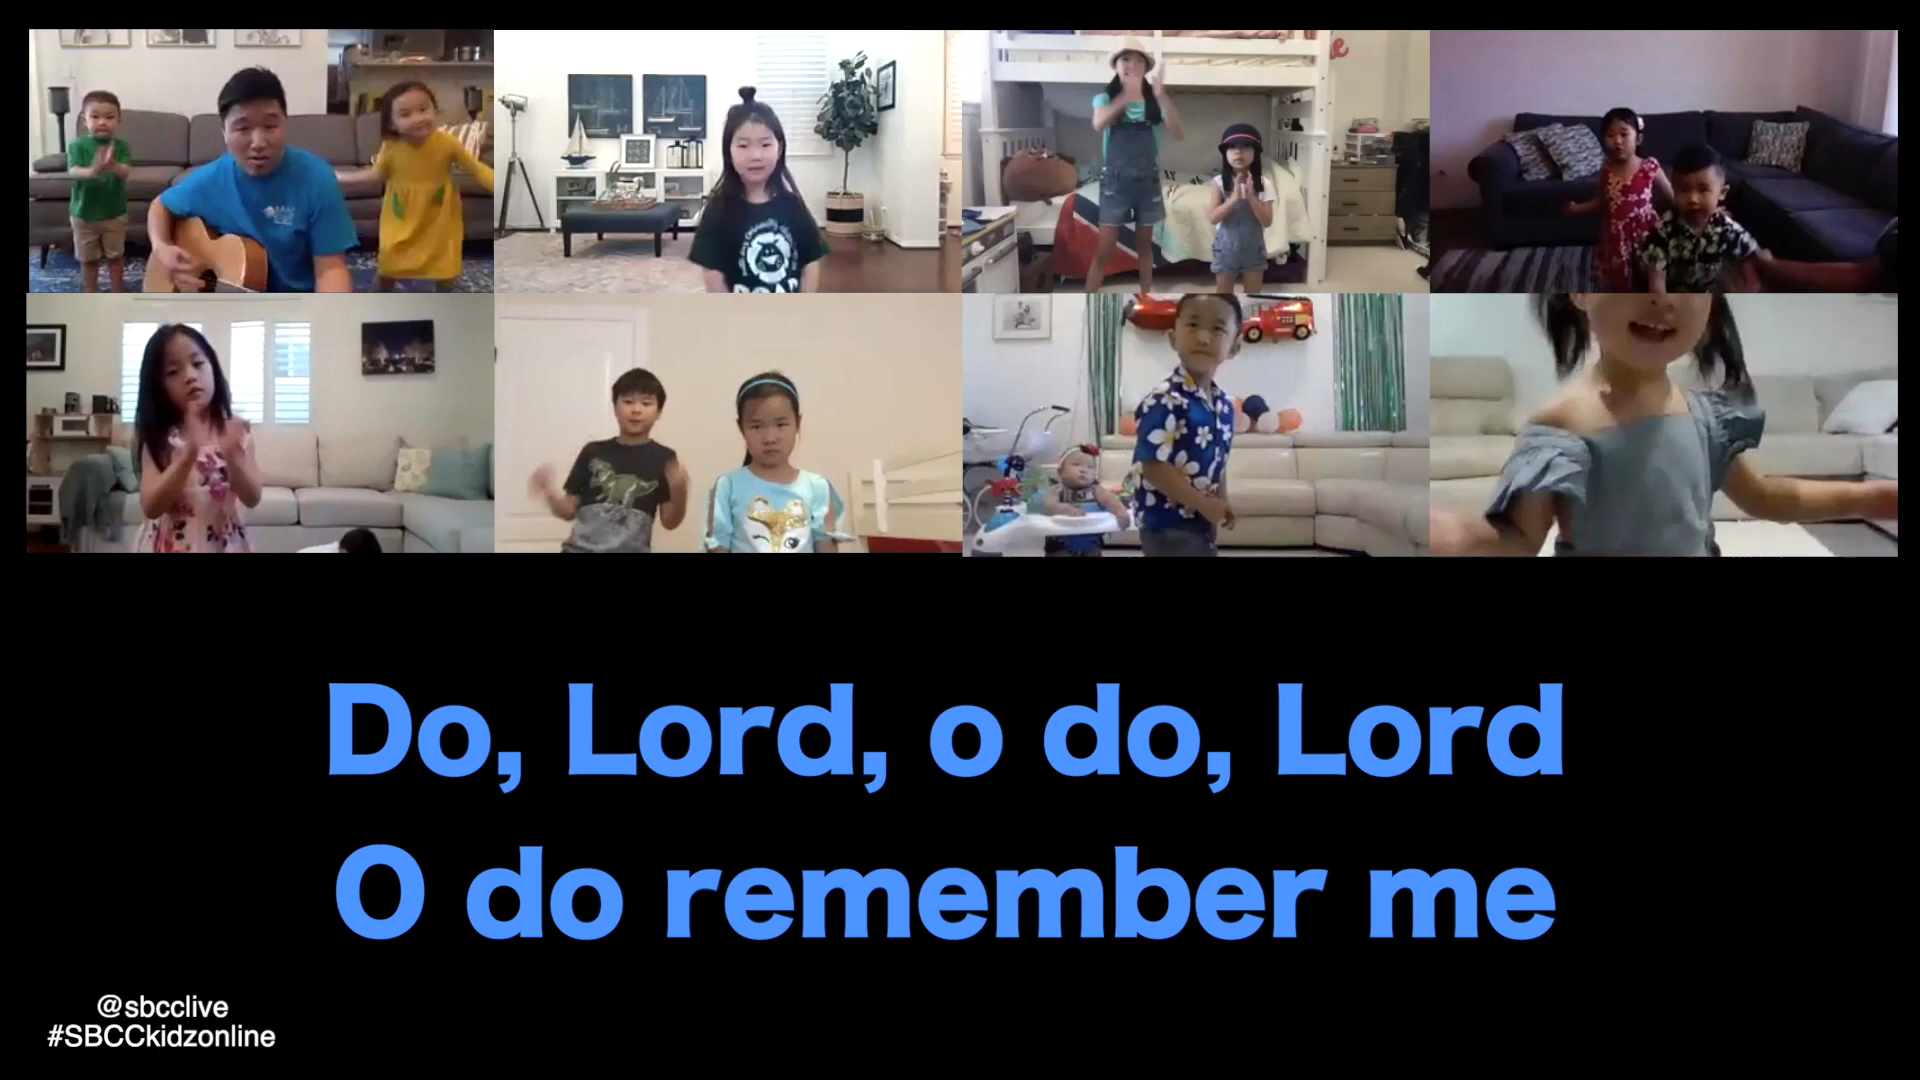 Do, Lord, o do, Lord
O do remember me
@sbcclive
#SBCCkidzonline